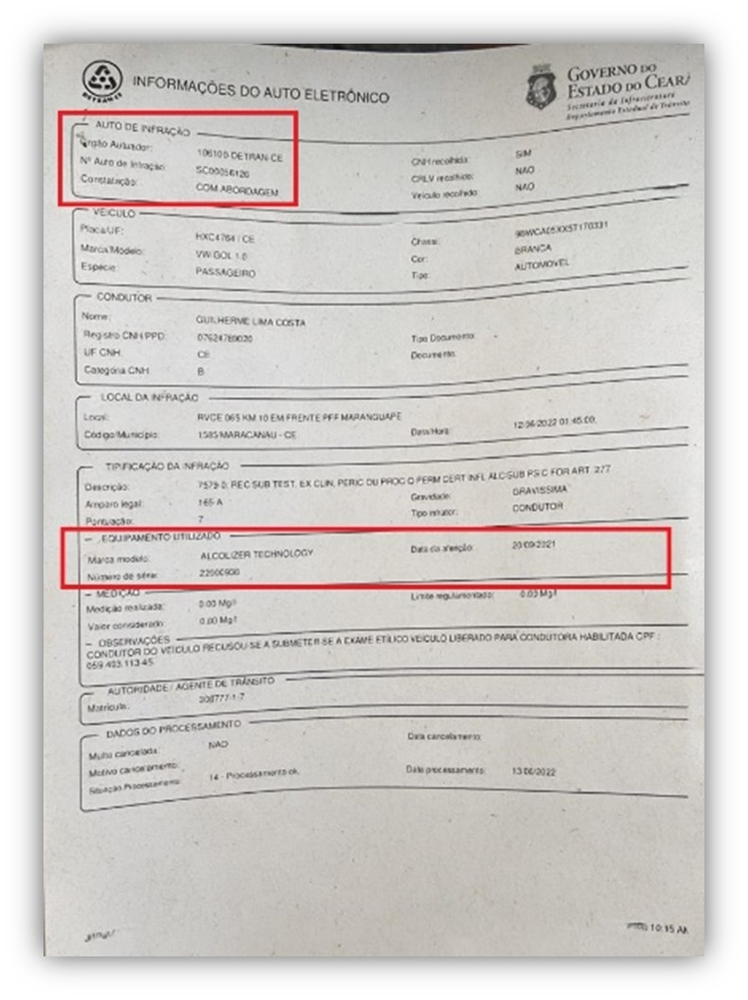 DETRAN-CE
INFORMAÇÕES DO AUTO ELETRÔNICO
GOVERNO DO
ESTADO DO CEARÁ
Secretaria da Infraestrutura
Departamento Estadual de Trânsito
AUTO DE INFRAÇÃO
Órgão Autuador: 106100-DETRAN-CE CNH recolhida: SIM
Nº Auto de Infração: SC00056126 CRLV recolhido: NAO
Constatação: COM ABORDAGEM Veículo recolhido: NAO
VEÍCULO
Placa/UF: HXC4764 / CE Chassi: 9BWCA05XX5T170331
Marca/Modelo: VW GOL 1.0 Cor: BRANCA
Espécie: PASSAGEIRO Tipo: AUTOMOVEL
CONDUTOR
Nome: GUILHERME LIMA COSTA
Registro CNH/PPD: 07624789020 Tipo Documento:
UF CNH: CE Documento:
Categoria CNH: B
LOCAL DA INFRAÇÃO
Local: RVCE 065 KM 10 EM FRENTE PFF MARANGUAPE
Código/Município: 1585/MARACANAU - CE Data/Hora: 12/06/2022 01:45:00,
TIPIFICAÇÃO DA INFRAÇÃO
Descrição: 7579-0; REC SUB TEST, EX CLIN, PERIC OU PROC Q PERM CERT INFL ALC/SUB PSIC FOR ART. 277
Amparo legal: 165-A Gravidade: GRAVISSIMA
Pontuação: 7 Tipo infrator: CONDUTOR
EQUIPAMENTO UTILIZADO
Marca modelo: ALCOLIZER TECHNOLOGY Data da aferição: 20/09/2021
Número de série: 22000930
MEDIÇÃO
Medição realizada: 0.00 Mg/l Limite regulamentado: 0.00 Mg/l
Valor considerado: 0.00 Mg/l
OBSERVAÇÕES
CONDUTOR DO VEÍCULO RECUSOU-SE A SUBMETER-SE A EXAME ETÍLICO VEICULO LIBERADO PARA CONDUTORA HABILITADA CPF :
059.403.113-45
AUTORIDADE / AGENTE DE TRÂNSITO
Matrícula: 300777-1-7
DADOS DO PROCESSAMENTO
Multa cancelada: NAO Data cancelamento:
Motivo cancelamento:
Situação Processamento: 14 - Processamento ok, Data processamento: 13/06/2022
10:15 AM